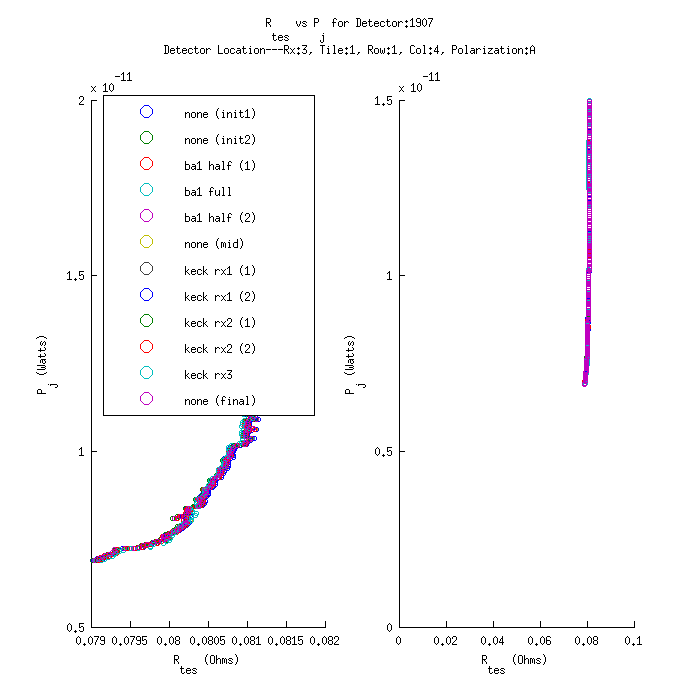 R    vs P  for Detector:1907
tes     j
Detector Location---Rx:3, Tile:1, Row:1, Col:4, Polarization:A
x 10-11
2
1.5
1
0.5
0.079 0.0795 0.08 0.0805 0.081 0.0815 0.082
R    (Ohms)
tes
P  (Watts)
j
none (init1)
none (init2)
ba1 half (1)
ba1 full
ba1 half (2)
none (mid)
keck rx1 (1)
keck rx1 (2)
keck rx2 (1)
keck rx2 (2)
keck rx3
none (final)
x 10-11
1.5
1
0.5
0
0 0.02 0.04 0.06 0.08 0.1
R    (Ohms)
tes
P  (Watts)
j